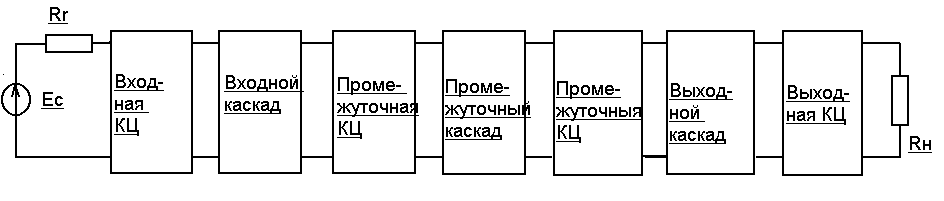 Rг
Ec
Вход-
ная
КЦ
Входной
каскад
Проме-
жуточная
КЦ
Проме-
жуточный
каскад
Проме-
жуточныя
КЦ
Выход-
ной
каскад
Выход-
ная КЦ
Rн